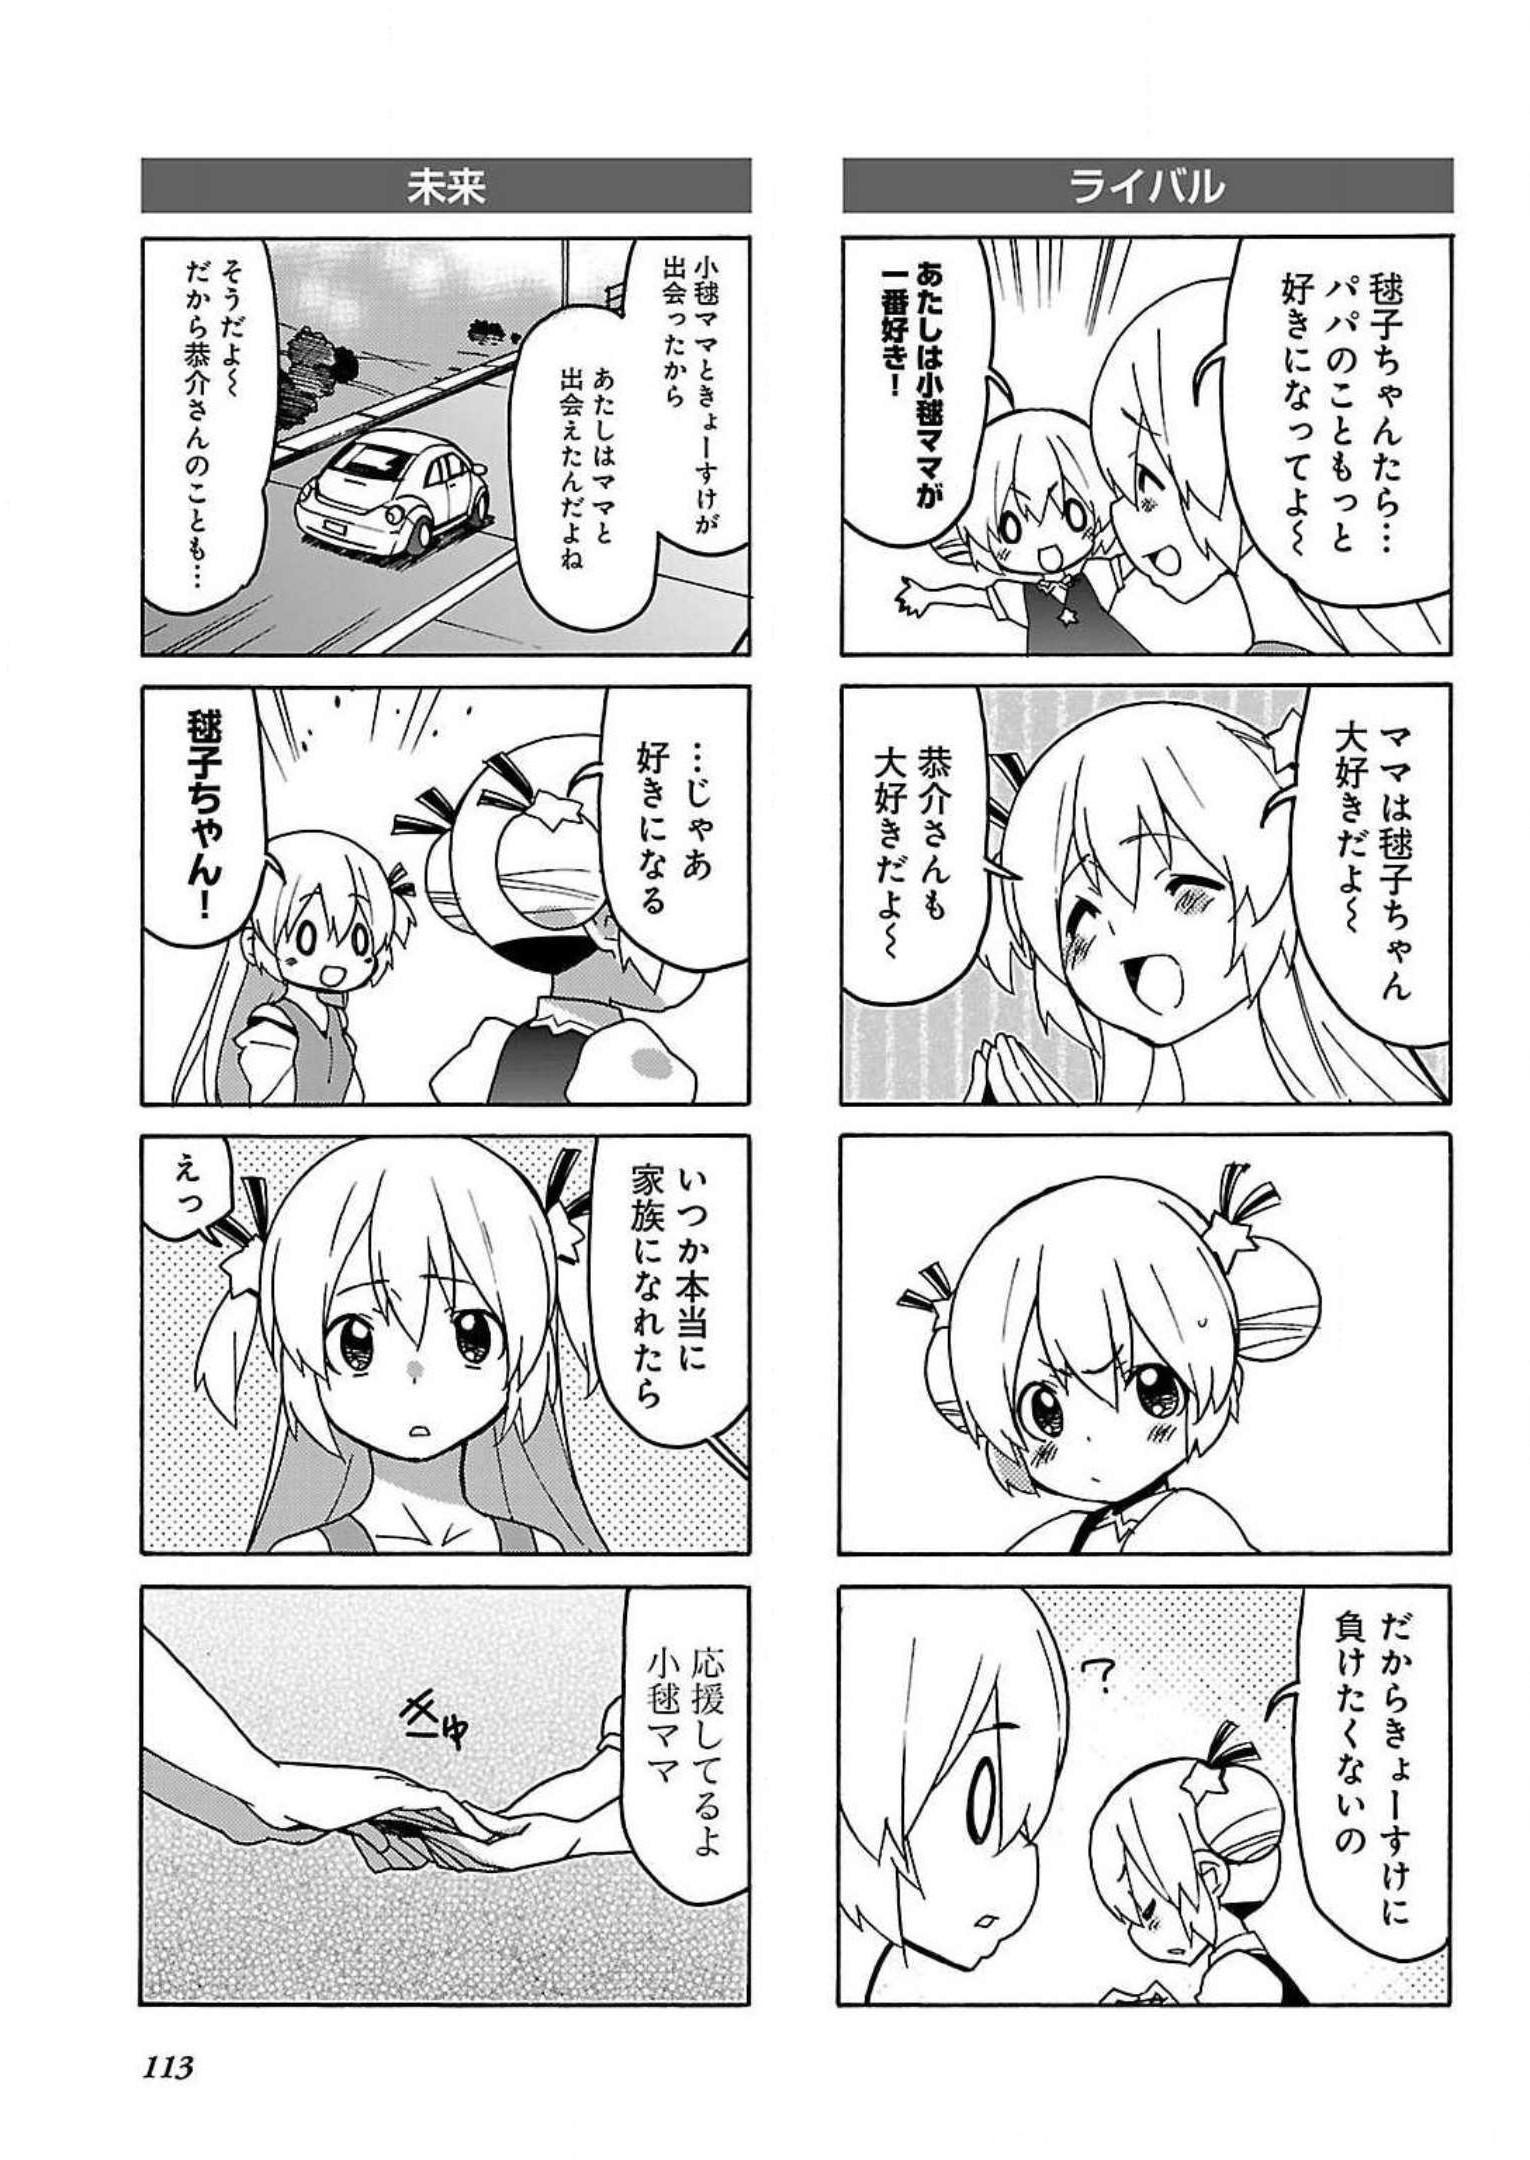 ライバル
毬子ちゃんたら…
パパのこともっと
好きになってよ〜
あたしは小毬ママが
一番好き！
ママは毬子ちゃん
大好きだよ〜
恭介さんも
大好きだよ〜
だからきょーすけに
負けたくないの
？
未来
小毬ママときょーすけが
出会ったから
あたしはママと
出会えたんだよね
そうだよ〜
だから恭介さんのことも…
…じゃあ
好きになる
毬子ちゃん！
いつか本当に
家族になれたら
えっ
応援してるよ
小毬ママ
きゅ
113